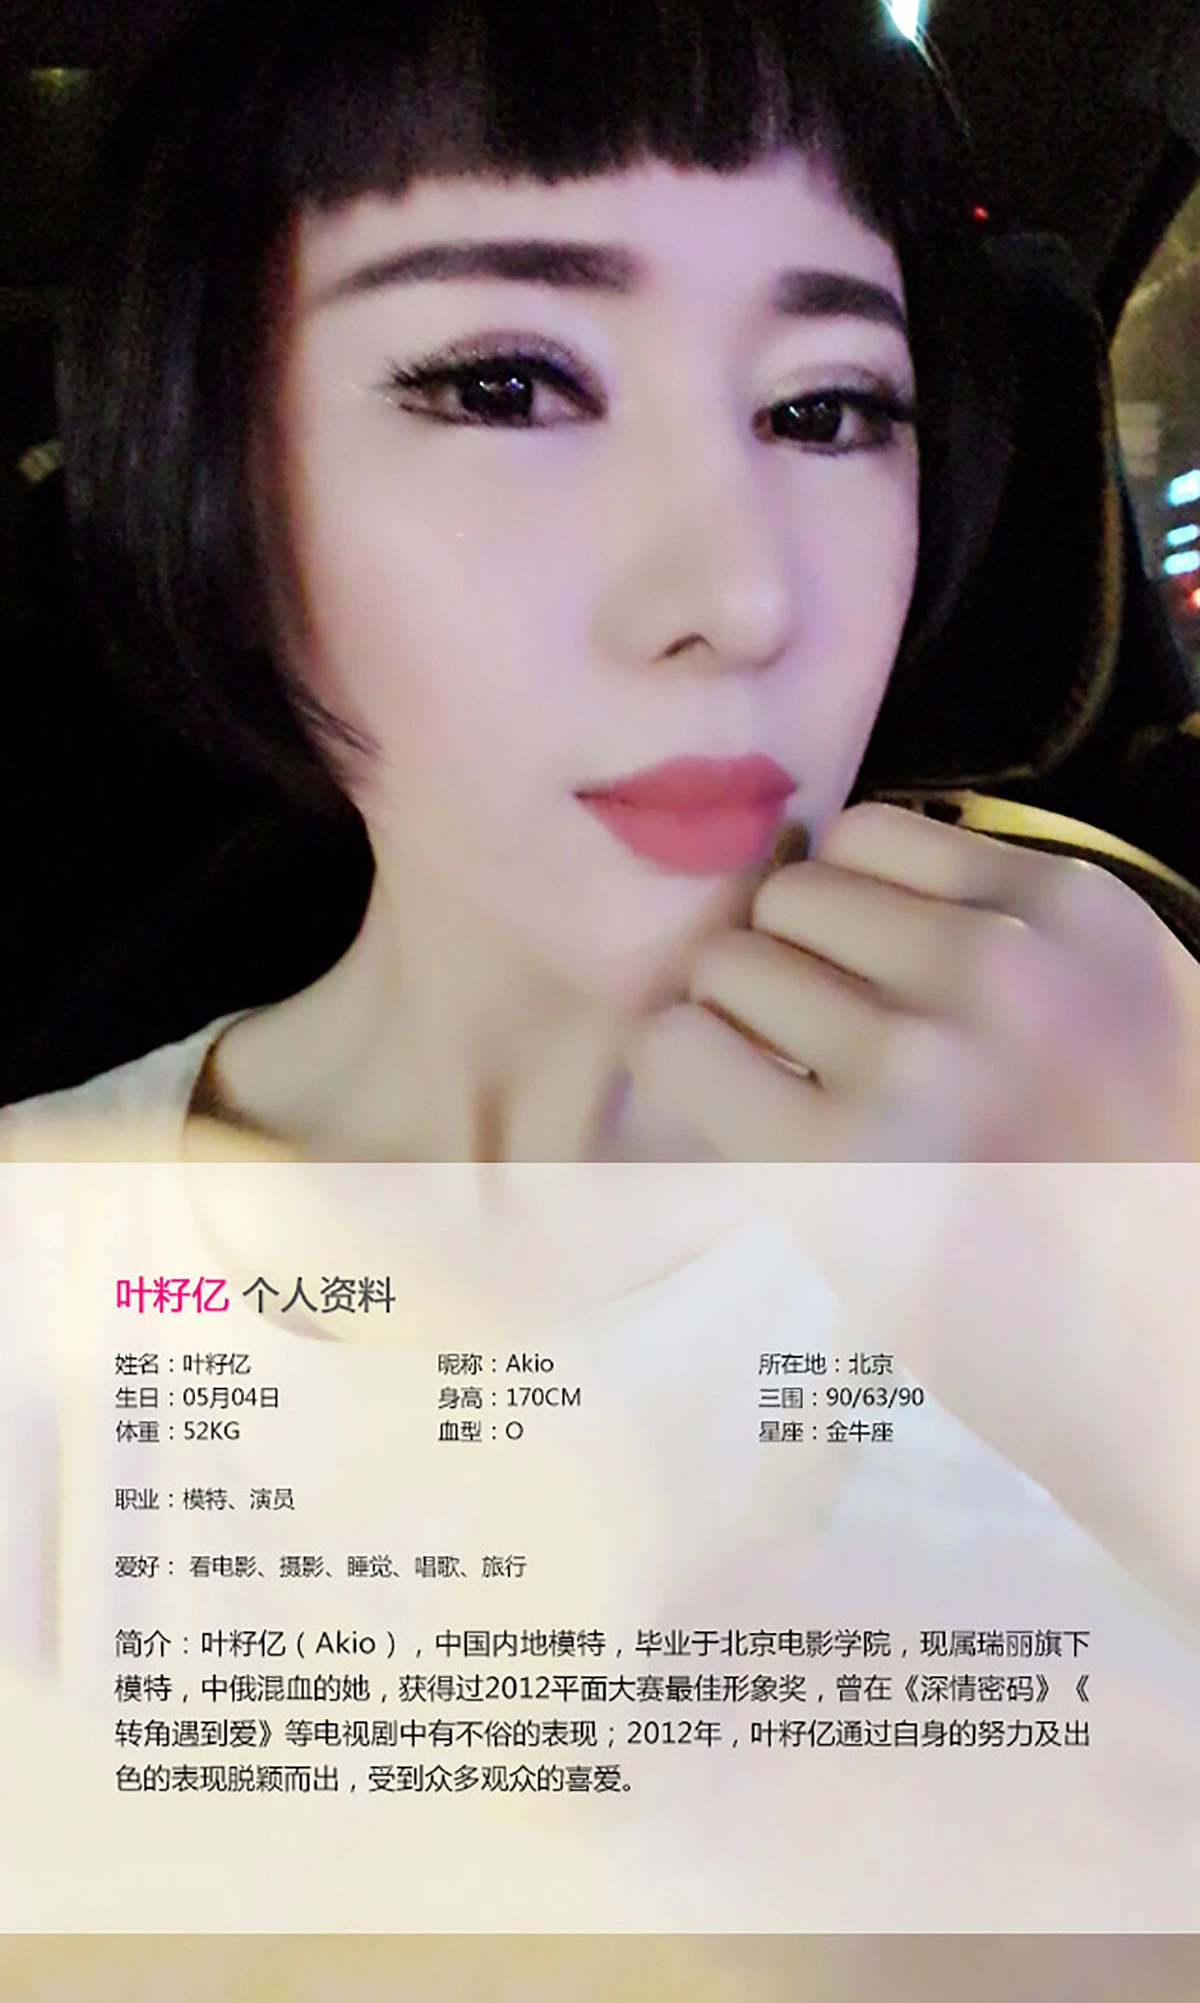 叶籽亿 个人资料
姓名：叶籽亿 昵称：Akio 所在地：北京
生日：05月04日 身高：170CM 三围：90/63/90
体重：52KG 血型：O 星座：金牛座
职业：模特、演员
爱好： 看电影、摄影、睡觉、唱歌、旅行
简介：叶籽亿（Akio），中国内地模特，毕业于北京电影学院，现属瑞丽旗下
模特，中俄混血的她，获得过2012平面大赛最佳形象奖，曾在《深情密码》《
转角遇到爱》等电视剧中有不俗的表现；2012年，叶籽亿通过自身的努力及出
色的表现脱颖而出，受到众多观众的喜爱。